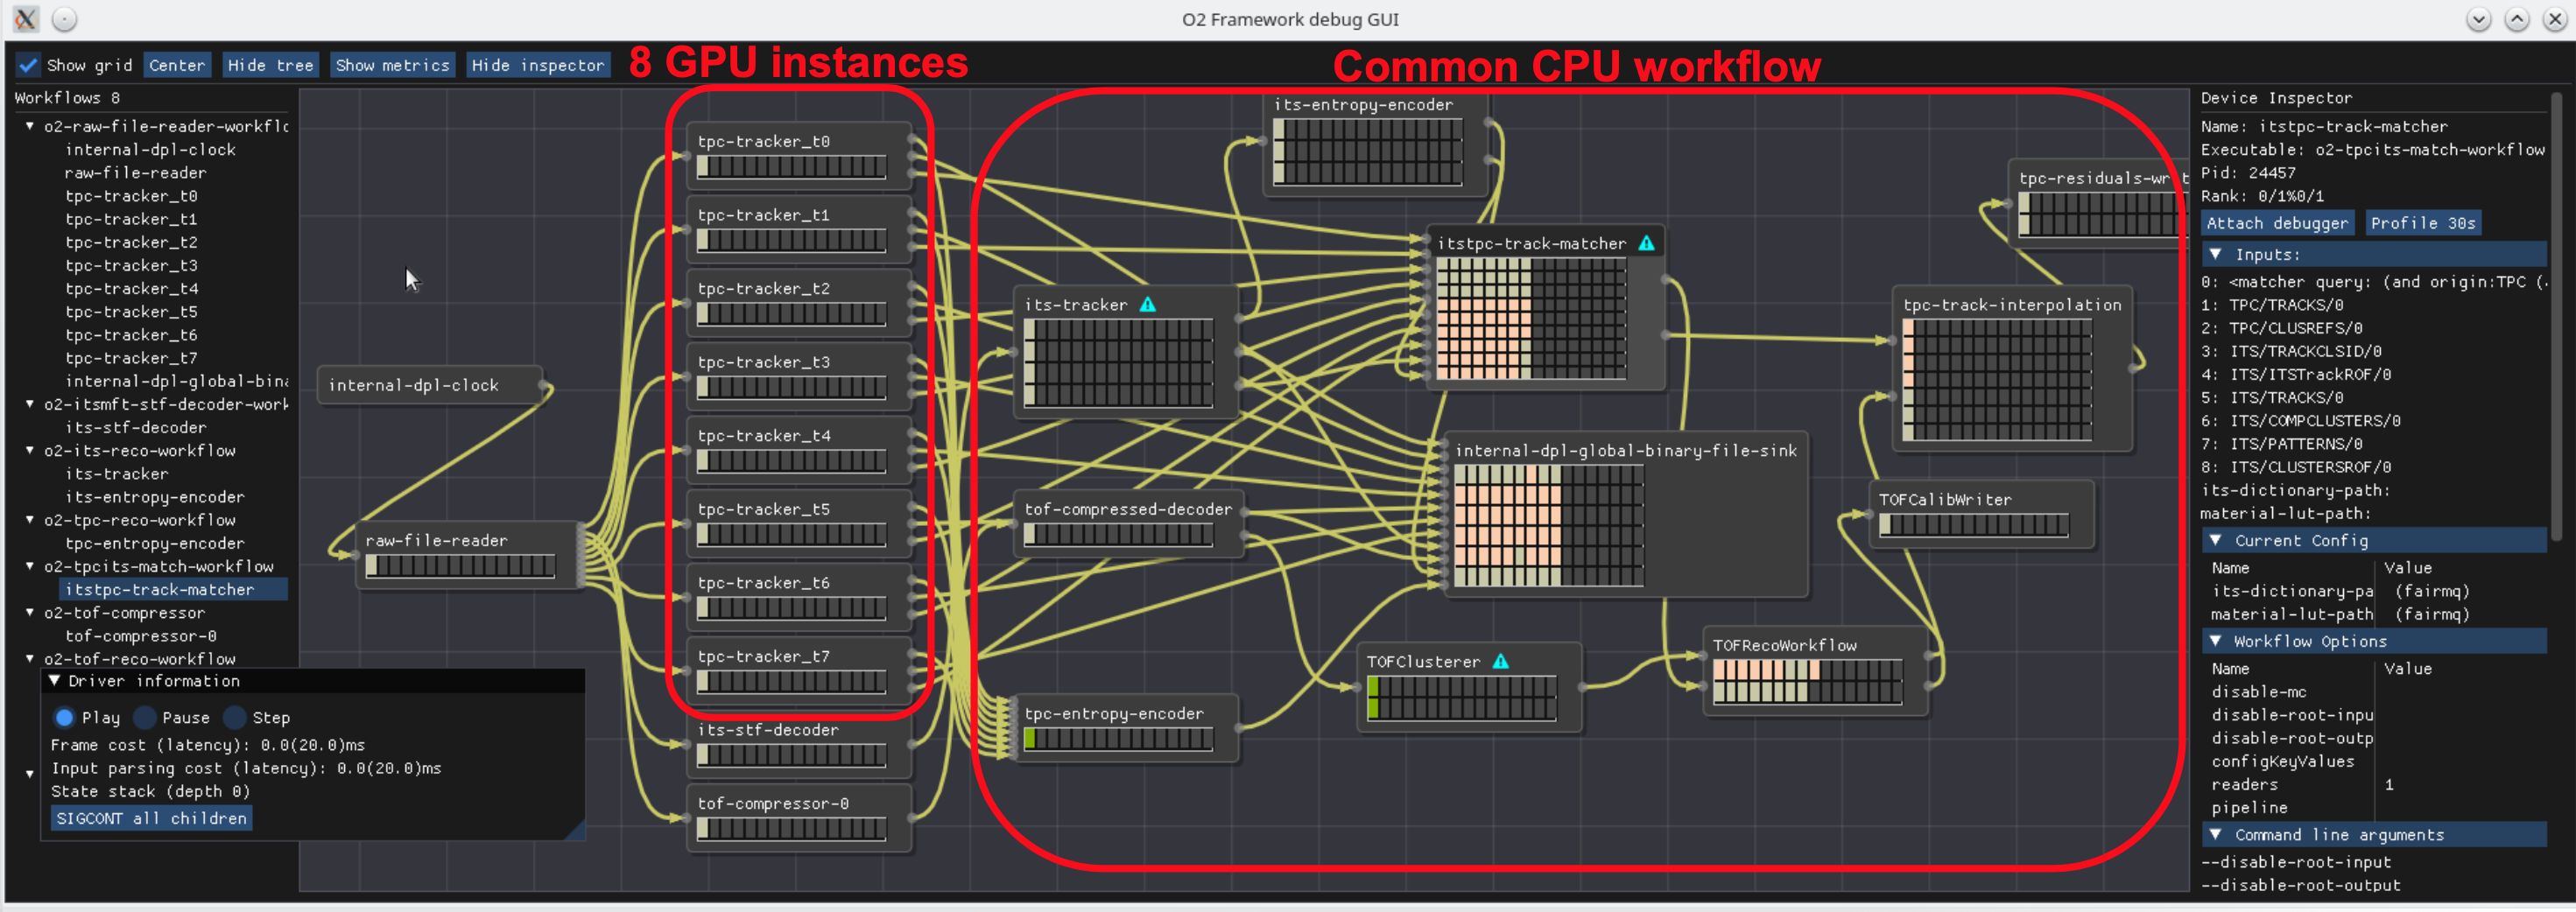 O2 Framework debug GUI
Show grid Center Hide tree Show metrics Hide inspector
8 GPU instances
Common CPU workflow
Workflows 8
o2-raw-file-reader-workflc
internal-dpl-clock
raw-file-reader
tpc-tracker_t0
tpc-tracker_t1
tpc-tracker_t2
tpc-tracker_t3
tpc-tracker_t4
tpc-tracker_t5
tpc-tracker_t6
tpc-tracker_t7
internal-dpl-global-bina
o2-itsmft-stf-decoder-work
its-stf-decoder
o2-its-reco-workflow
its-tracker
its-entropy-encoder
o2-tpc-reco-workflow
tpc-entropy-encoder
o2-tpcits-match-workflow
itstpc-track-matcher
o2-tof-compressor
tof-compressor-0
o2-tof-reco-workflow
Driver information
Play Pause Step
Frame cost (latency): 0.0(20.0)ms
Input parsing cost (latency): 0.0(20.0)ms
State stack (depth 0)
SIGCONT all children
internal-dpl-clock
raw-file-reader
tpc-tracker_t0
tpc-tracker_t1
tpc-tracker_t2
tpc-tracker_t3
tpc-tracker_t4
tpc-tracker_t5
tpc-tracker_t6
tpc-tracker_t7
its-stf-decoder
tof-compressor-0
its-entropy-encoder
its-tracker
itstpc-track-matcher
internal-dpl-global-binary-file-sink
tof-compressed-decoder
tpc-entropy-encoder
TOFClusterer
TOFRecoWorkflow
TOFCalibWriter
tpc-track-interpolation
tpc-residuals-writ
Device Inspector
Name: itstpc-track-matcher
Executable: o2-tpcits-match-workflow
Pid: 24457
Rank: 0/1%0/1
Attach debugger Profile 30s
Inputs:
0: <matcher query: (and origin:TPC (
1: TPC/TRACKS/0
2: TPC/CLUSREFS/0
3: ITS/TRACKCLSID/0
4: ITS/ITSTrackROF/0
5: ITS/TRACKS/0
6: ITS/COMPCLUSTERS/0
7: ITS/PATTERNS/0
8: ITS/CLUSTERSROF/0
its-dictionary-path:
material-lut-path:
Current Config
Name Value
its-dictionary-pa (fairmq)
material-lut-path (fairmq)
Workflow Options
Name Value
disable-mc
disable-root-inpu
disable-root-outp
configKeyValues
readers 1
pipeline
Command line arguments
--disable-root-input
--disable-root-output